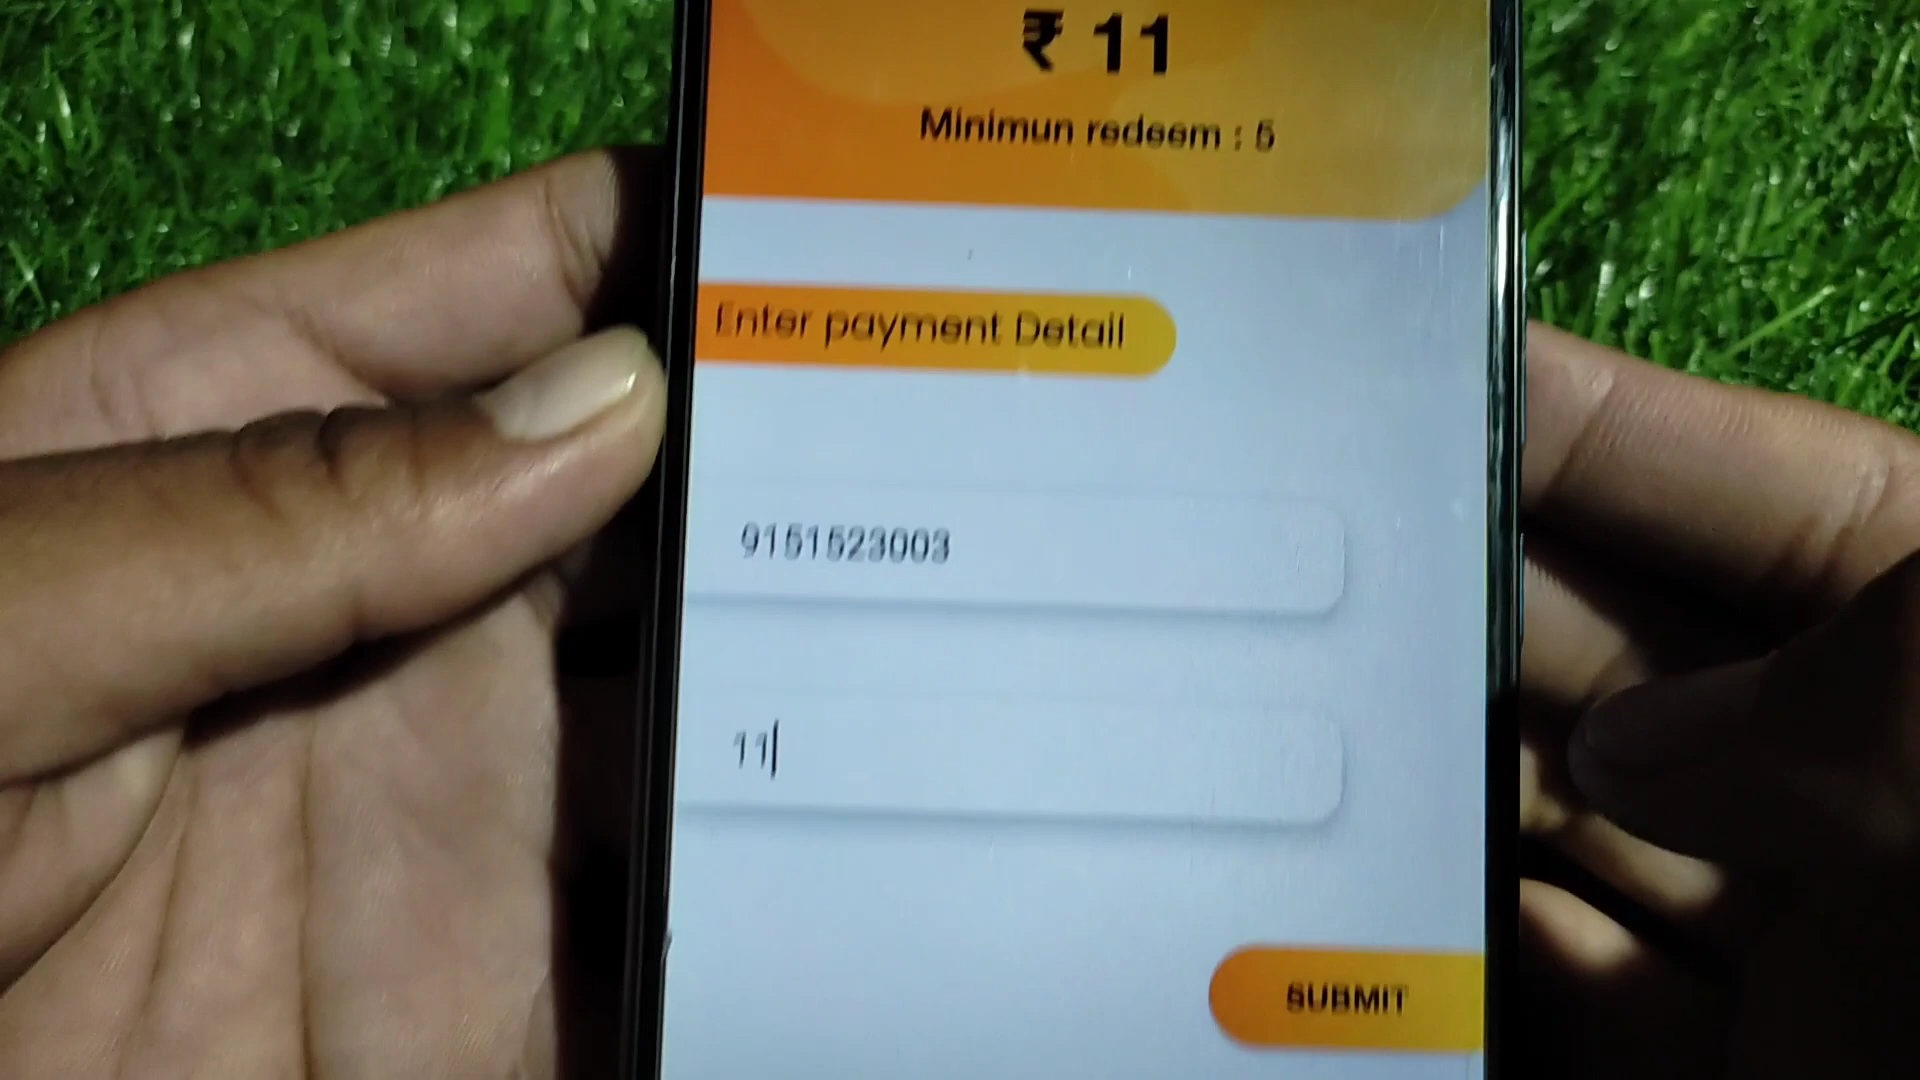 ₹ 11
Minimun redeem : 5
Enter payment Detail
9151523003
11
SUBMIT